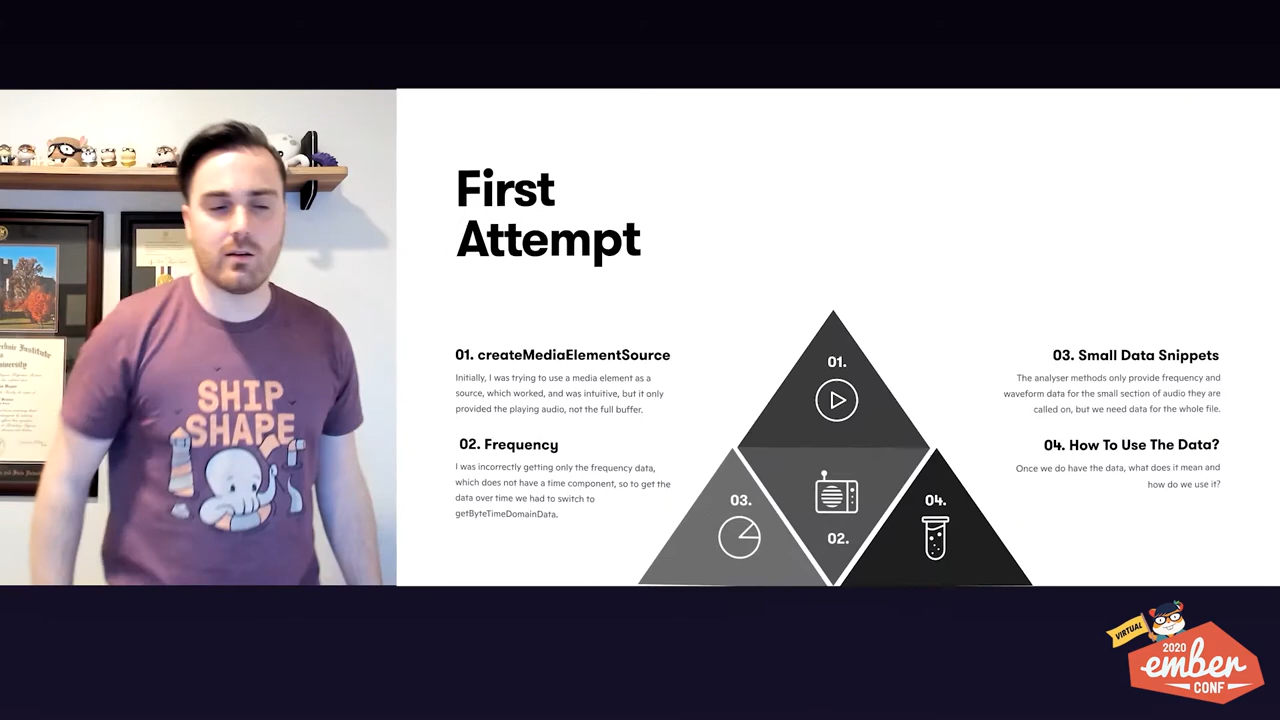 First
Attempt
01. createMediaElementSource
Initially, I was trying to use a media element as a
source, which worked, and was intuitive, but it only
provided the playing audio, not the full buffer.
02. Frequency
I was incorrectly getting only the frequency data,
which does not have a time component, so to get the
data over time we had to switch to
getByteTimeDomainData.
01.
02.
03.
04.
03. Small Data Snippets
The analyser methods only provide frequency and
waveform data for the small section of audio they are
called on, but we need data for the whole file.
04. How To Use The Data?
Once we do have the data, what does it mean and
how do we use it?
SHIP
SHAPE
VIRTUAL
2020
ember
CONF